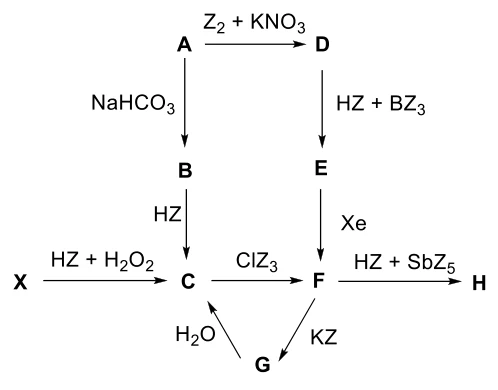 A Z₂ + KNO₃ D
NaHCO₃ HZ + BZ₃
B E
HZ Xe
X HZ + H₂O₂ C ClZ₃ F HZ + SbZ₅ H
H₂O KZ
G